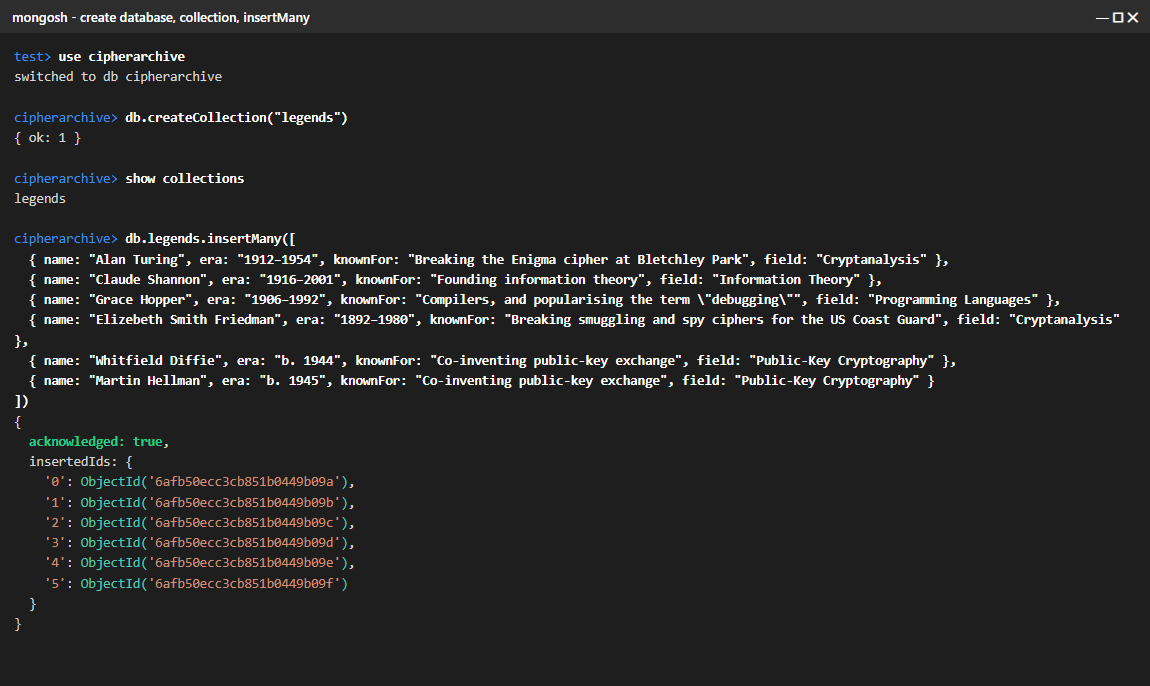 mongosh - create database, collection, insertMany
test> use cipherarchive
switched to db cipherarchive
cipherarchive> db.createCollection("legends")
{ ok: 1 }
cipherarchive> show collections
legends
cipherarchive> db.legends.insertMany([
{ name: "Alan Turing", era: "1912–1954", knownFor: "Breaking the Enigma cipher at Bletchley Park", field: "Cryptanalysis" },
{ name: "Claude Shannon", era: "1916–2001", knownFor: "Founding information theory", field: "Information Theory" },
{ name: "Grace Hopper", era: "1906–1992", knownFor: "Compilers, and popularising the term \"debugging\"", field: "Programming Languages" },
{ name: "Elizebeth Smith Friedman", era: "1892–1980", knownFor: "Breaking smuggling and spy ciphers for the US Coast Guard", field: "Cryptanalysis"
},
{ name: "Whitfield Diffie", era: "b. 1944", knownFor: "Co-inventing public-key exchange", field: "Public-Key Cryptography" },
{ name: "Martin Hellman", era: "b. 1945", knownFor: "Co-inventing public-key exchange", field: "Public-Key Cryptography" }
])
{
acknowledged: true,
insertedIds: {
'0': ObjectId('6afb50ecc3cb851b0449b09a'),
'1': ObjectId('6afb50ecc3cb851b0449b09b'),
'2': ObjectId('6afb50ecc3cb851b0449b09c'),
'3': ObjectId('6afb50ecc3cb851b0449b09d'),
'4': ObjectId('6afb50ecc3cb851b0449b09e'),
'5': ObjectId('6afb50ecc3cb851b0449b09f')
}
}